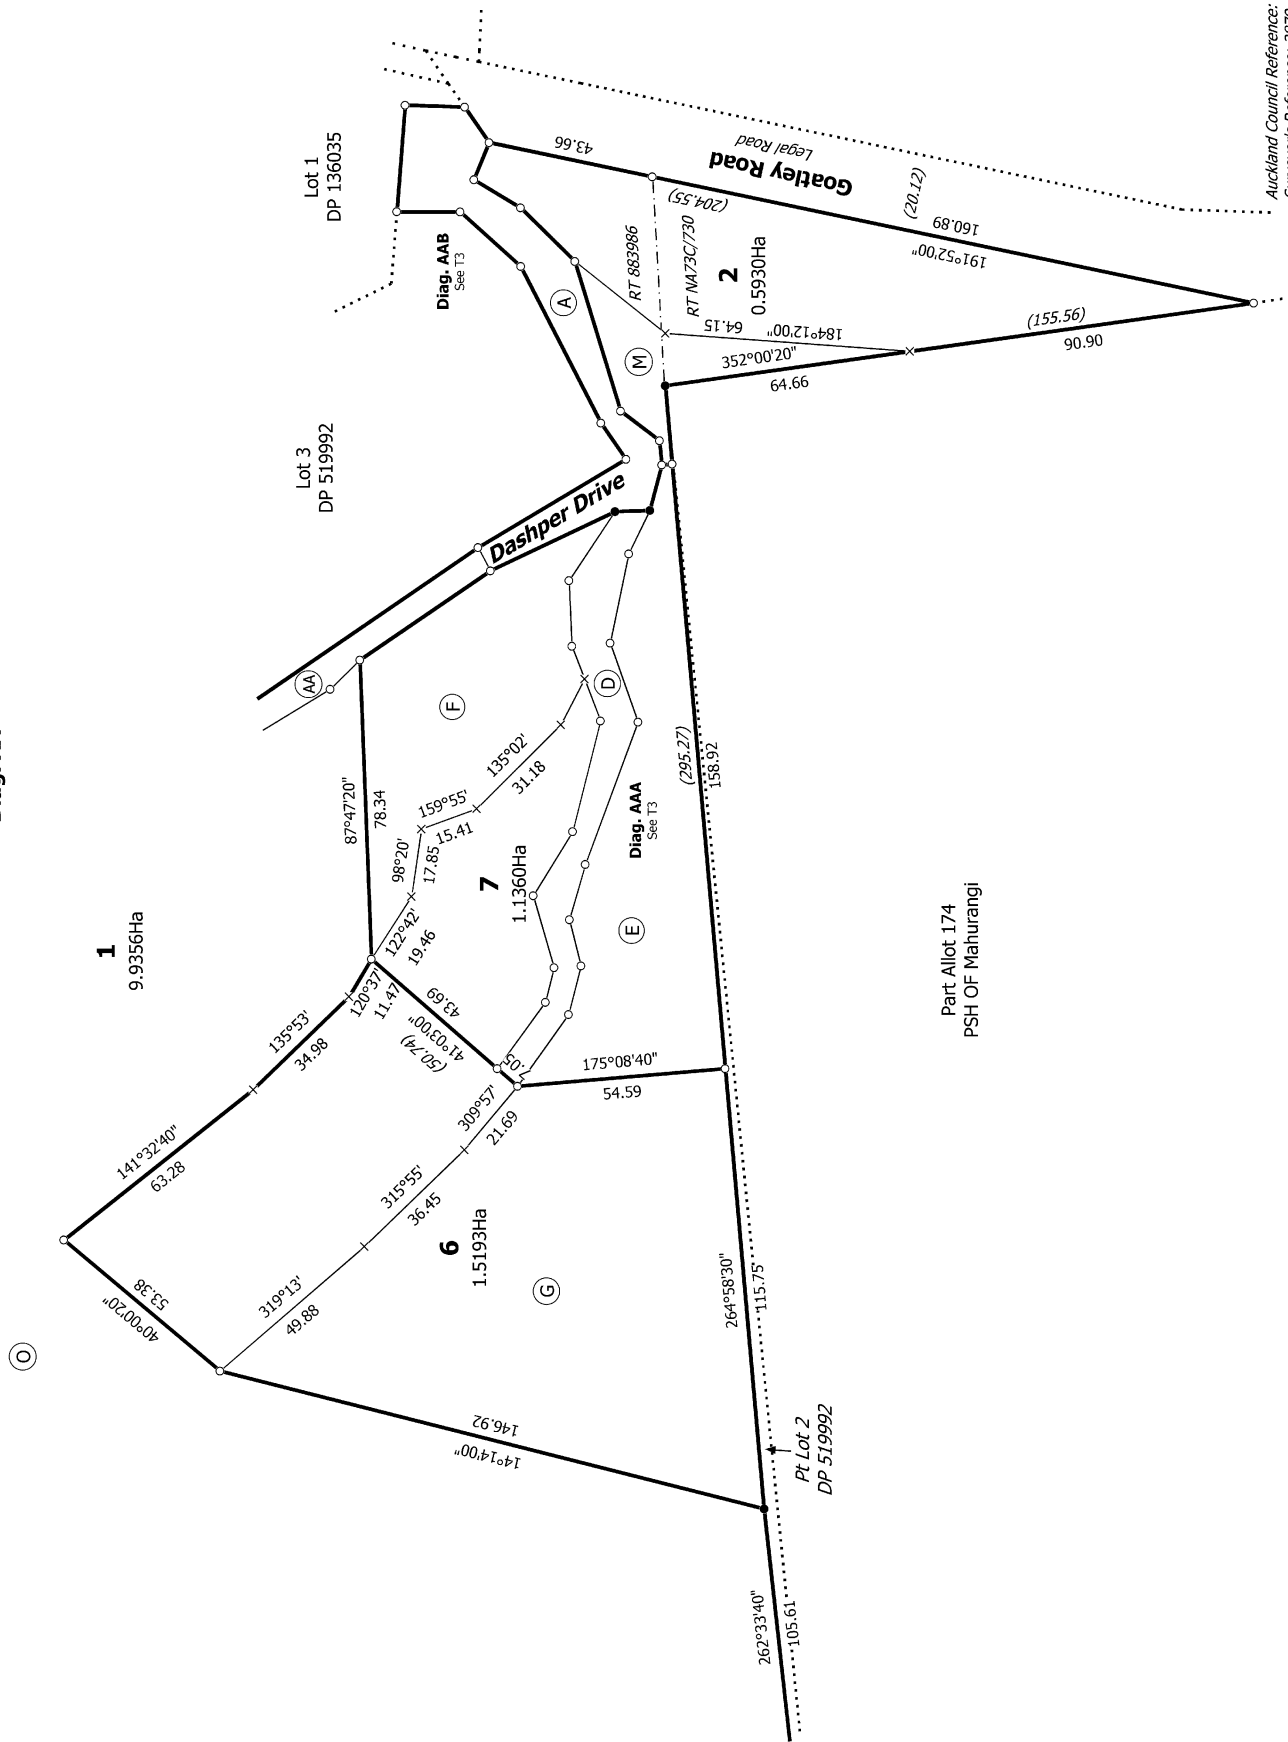 1
9.9356Ha
O
Lot 1
DP 136035
Lot 3
DP 519992
Diag. AAB
See T3
A
M
AA
Dashper Drive
Goatley Road
Legal Road
43.66
(204.55)
(20.12)
160.89
191°52'00"
RT 883986
RT NA73C/730
2
0.5930Ha
64.15
184°12'00"
352°00'20"
64.66
(155.56)
90.90
87°47'20"
78.34
F
D
135°02'
31.18
159°55'
15.41
98°20'
17.85
122°42'
19.46
7
1.1360Ha
Diag. AAA
See T3
E
(295.27)
158.92
120°37'
11.47
135°53'
34.98
141°32'40"
63.28
43.69
41°03'00"
(50.74)
7.05
175°08'40"
54.59
309°57'
21.69
315°55'
36.45
319°13'
49.88
6
1.5193Ha
G
53.38
40°00'20"
146.92
14°14'00"
264°58'30"
115.75
262°33'40"
105.61
Pt Lot 2
DP 519992
Part Allot 174
PSH OF Mahurangi
Auckland Council Reference: